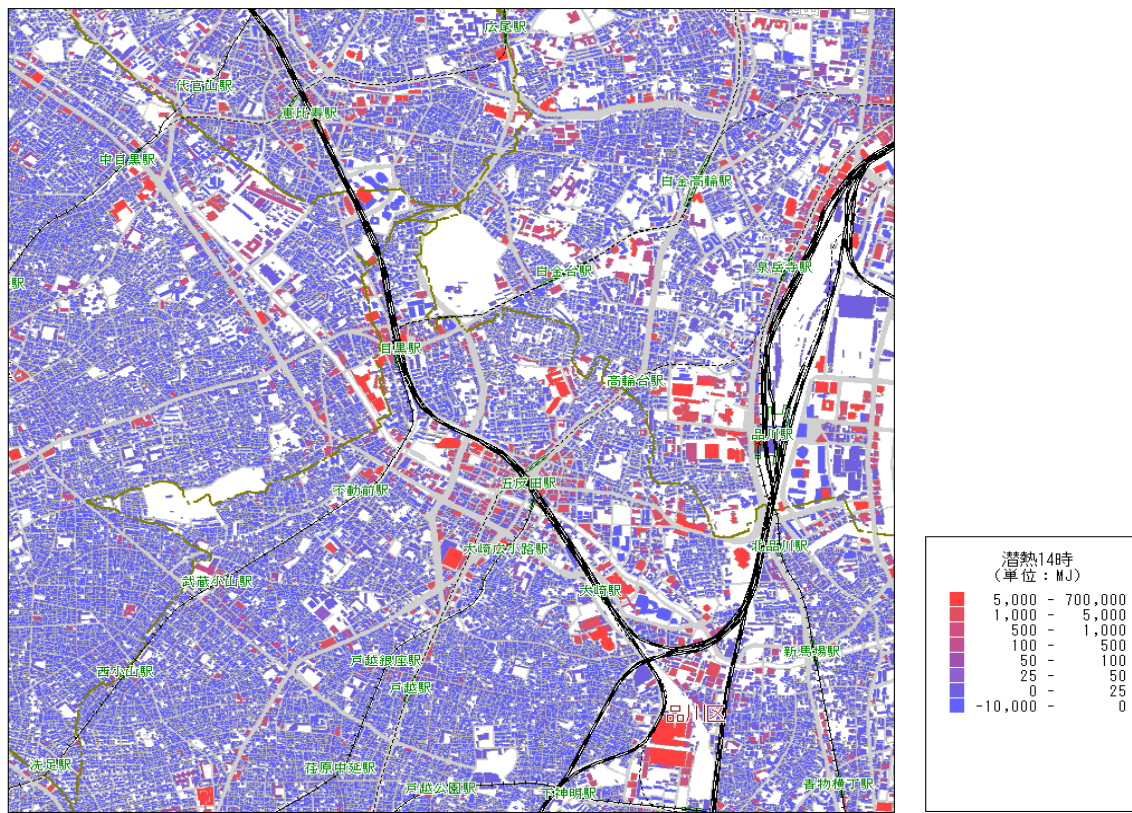 広尾駅
代官山駅
恵比寿駅
中目黒駅
白金高輪駅
白金台駅
泉岳寺駅
駅
目黒駅
高輪台駅
品川駅
五反田駅
不動前駅
大崎広小路駅
北品川駅
武蔵小山駅
大崎駅
戸越銀座駅
新馬場駅
西小山駅
戸越駅
品川区
洗足駅
荏原中延駅
戸越公園駅
下神明駅
青物横丁駅
潜熱14時
(単位:MJ)
5,000 - 700,000
1,000 - 5,000
500 - 1,000
100 - 500
50 - 100
25 - 50
0 - 25
-10,000 - 0